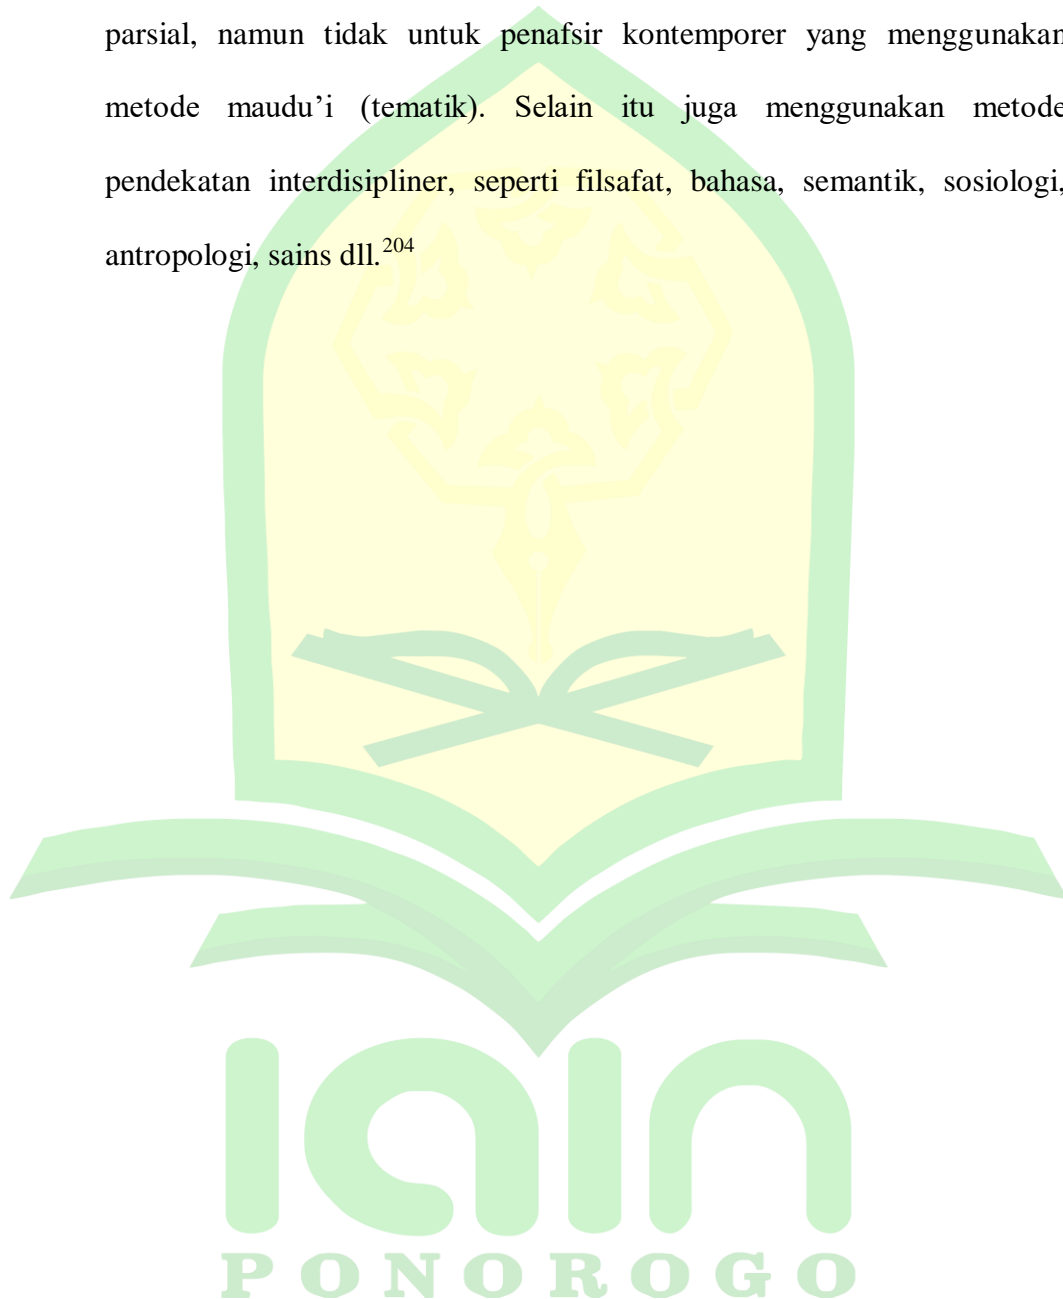 parsial, namun tidak untuk penafsir kontemporer yang menggunakan
metode maudu’i (tematik). Selain itu juga menggunakan metode
pendekatan interdisipliner, seperti filsafat, bahasa, semantik, sosiologi,
antropologi, sains dll.204
iain
PONOROGO